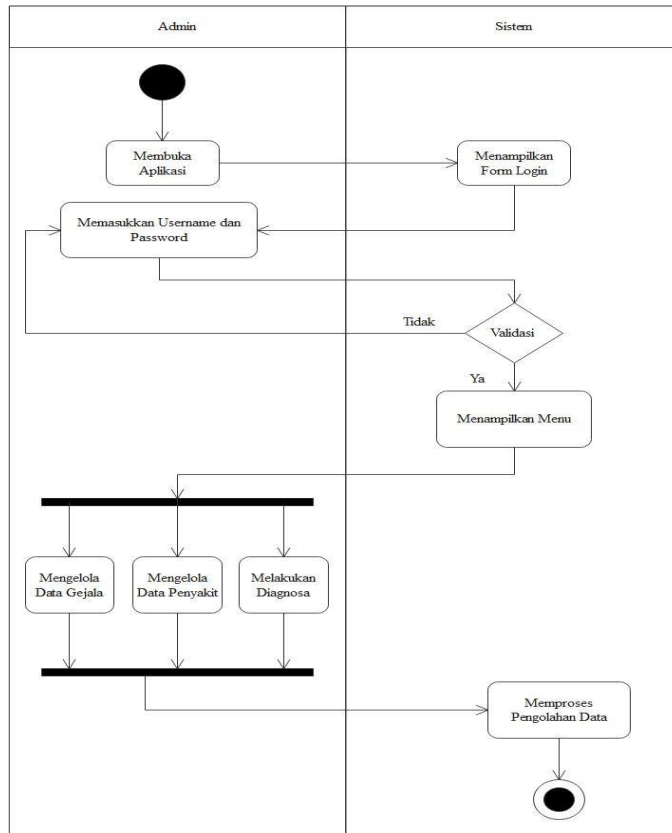 Admin
Sistem
Membuka
Aplikasi
Menampilkan
Form Login
Memasukkan Username dan
Password
Tidak
Validasi
Ya
Menampilkan Menu
Mengelola
Data Gejala
Mengelola
Data Penyakit
Melakukan
Diagnosa
Memproses
Pengolahan Data